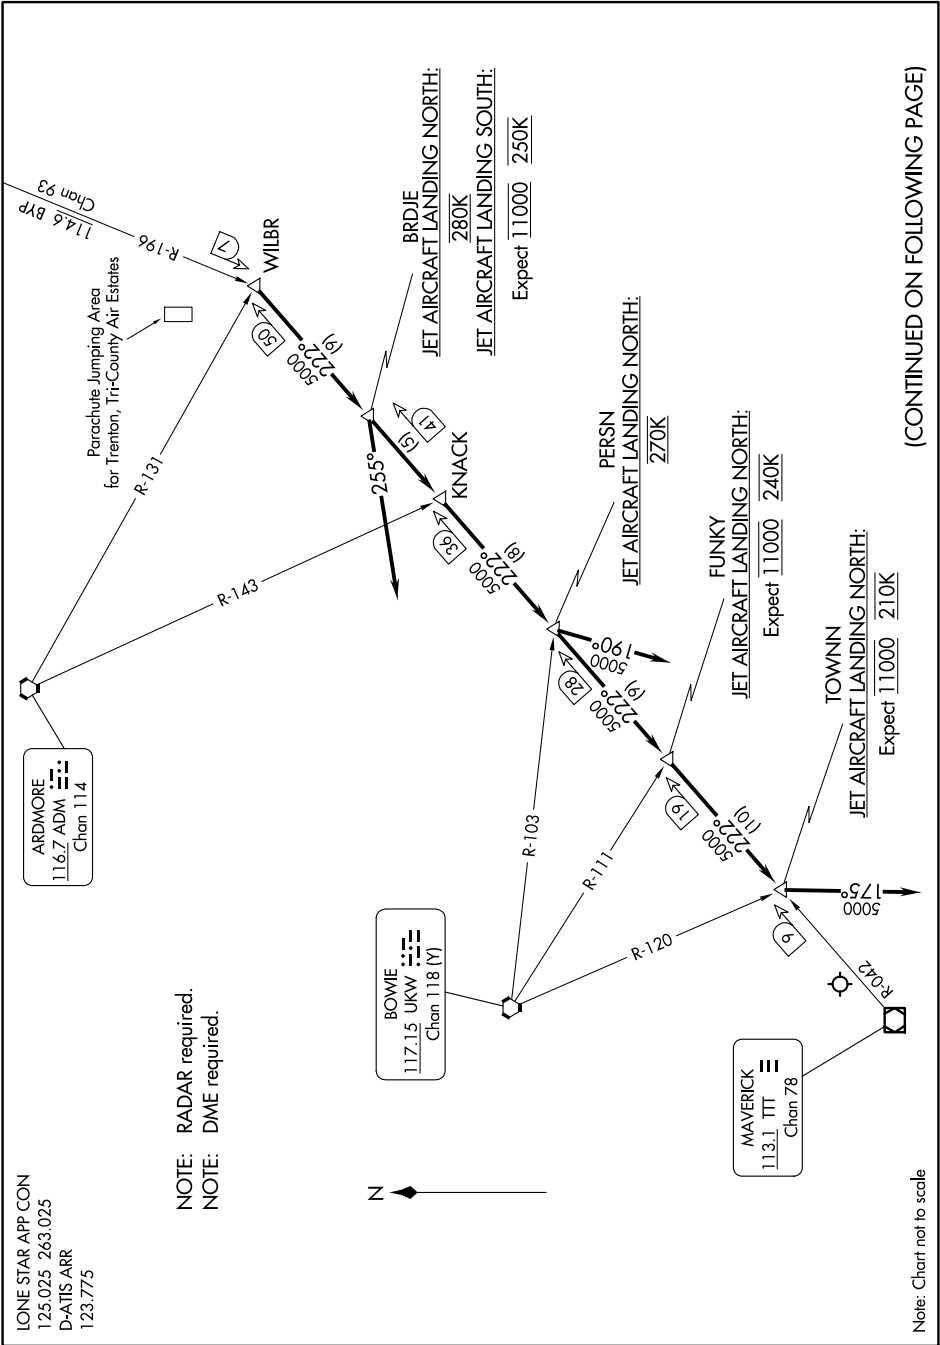 LONE STAR APP CON
125.025 263.025
D-ATIS ARR
123.775
NOTE: RADAR required.
NOTE: DME required.
ARDMORE
116.7 ADM
Chan 114
BOWIE
117.15 UKW
Chan 118 (Y)
MAVERICK
113.1 TTT
Chan 78
N
Parachute Jumping Area
for Trenton, Tri-County Air Estates
114.6 BYP
Chan 93
R-196
7
WILBR
R-131
50
5000
222°
(9)
BRDJE
JET AIRCRAFT LANDING NORTH:
280K
JET AIRCRAFT LANDING SOUTH:
Expect 11000 250K
255°
41
(5)
KNACK
R-143
36
5000
222°
(8)
PERSN
JET AIRCRAFT LANDING NORTH:
270K
R-103
28
5000
190°
5000
222°
(9)
FUNKY
JET AIRCRAFT LANDING NORTH:
Expect 11000 240K
R-111
19
5000
222°
(10)
TOWNN
JET AIRCRAFT LANDING NORTH:
Expect 11000 210K
R-120
9
5000
175°
R-042
Note: Chart not to scale
(CONTINUED ON FOLLOWING PAGE)